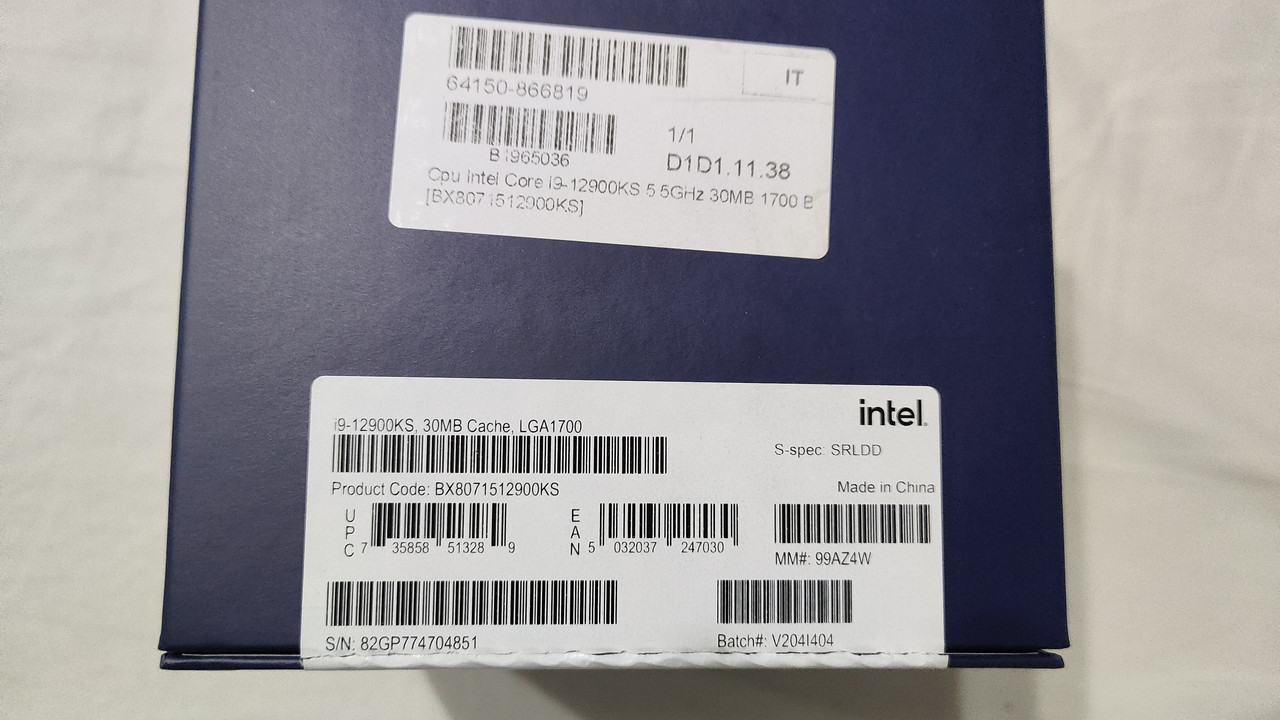 IT
64150-866819
1/1
B1965036
D1D1.11.38
Cpu Intel Core i9-12900KS 5.5GHz 30MB 1700 B
[BX8071512900KS]
intel.
i9-12900KS, 30MB Cache, LGA1700
S-spec: SRLDD
Product Code: BX8071512900KS
Made in China
UPC 7 35858 51328 9
EAN 5 032037 247030
MM#: 99AZ4W
S/N: 82GP774704851
Batch#: V204I404